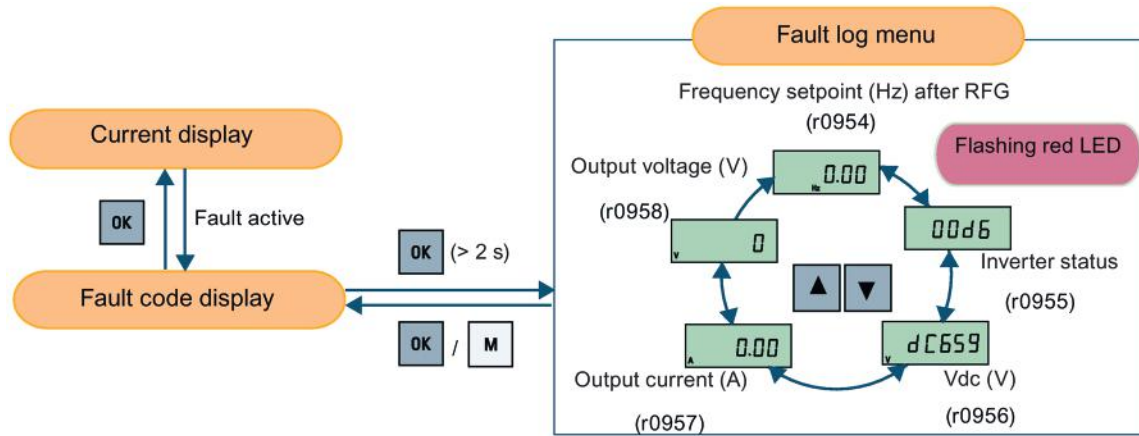 Fault log menu
Frequency setpoint (Hz) after RFG
(r0954)
Current display
Flashing red LED
Output voltage (V)
Hz 0.00
(r0958)
OK
Fault active
V 0
00d6
OK (> 2 s)
Inverter status
(r0955)
Fault code display
▲ ▼
OK / M
A 0.00
V dC659
Output current (A)
Vdc (V)
(r0957)
(r0956)